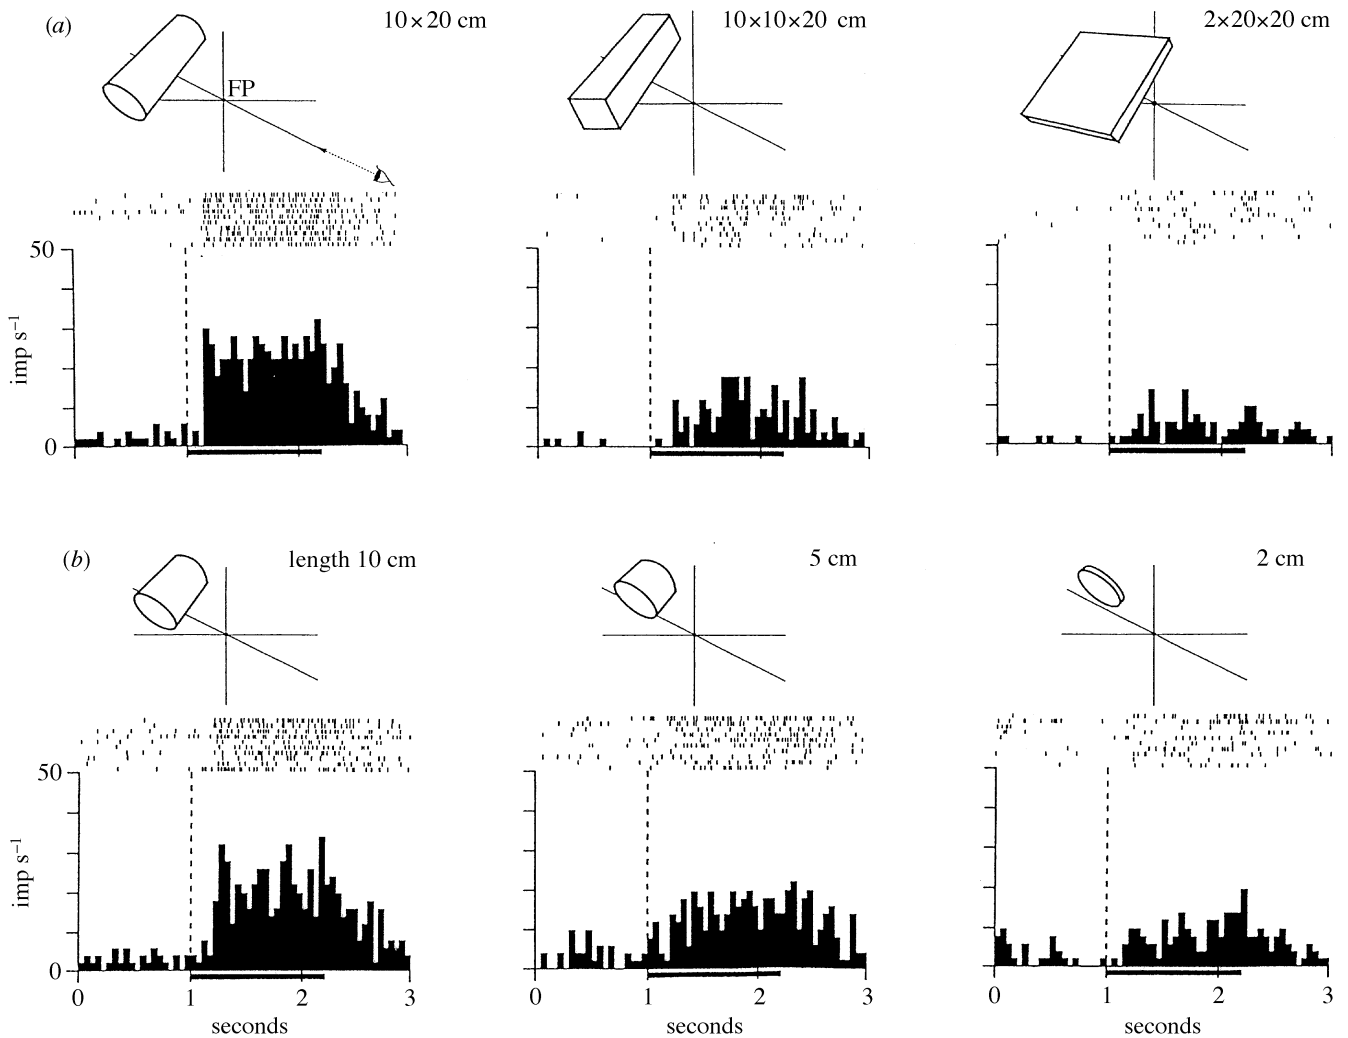 (a) 10×20 cm 10×10×20 cm 2×20×20 cm
FP
50
imp s⁻¹
0
(b) length 10 cm 5 cm 2 cm
50
imp s⁻¹
0
0 1 2 3 0 1 2 3 0 1 2 3
seconds seconds seconds